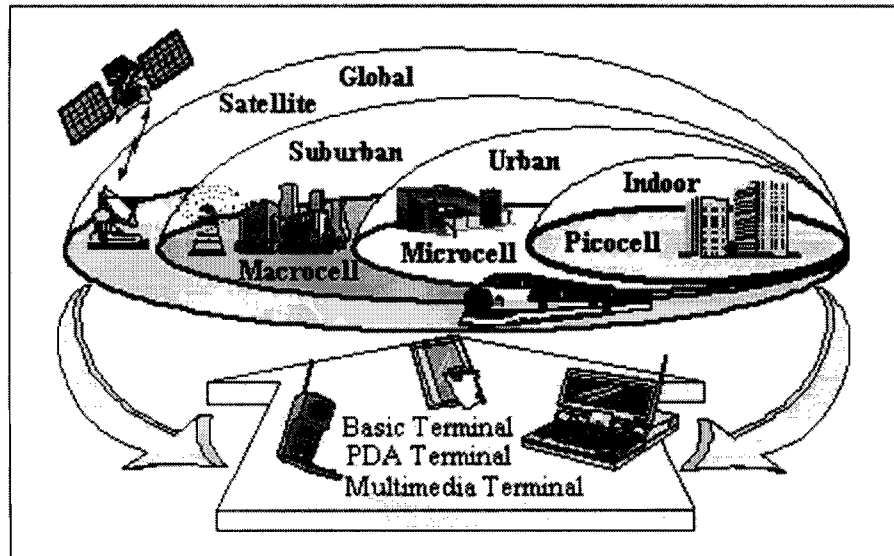 Global
Satellite
Suburban
Urban
Indoor
Macrocell
Microcell
Picocell
Basic Terminal
PDA Terminal
Multimedia Terminal